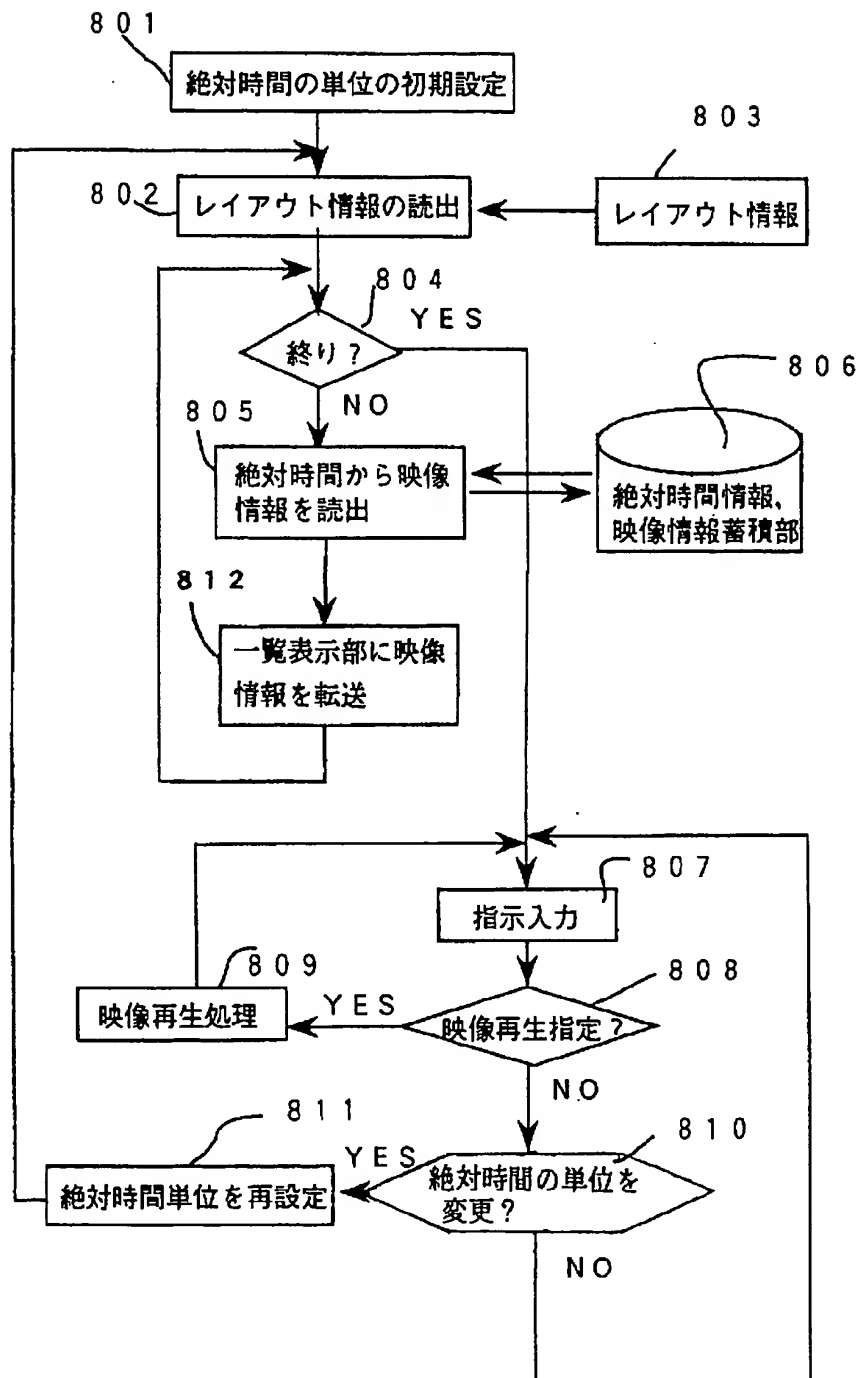 ８０１
絶対時間の単位の初期設定
８０３
８０２
レイアウト情報の読出
レイアウト情報
８０４
ＹＥＳ
終り？
８０６
ＮＯ
８０５
絶対時間から映像
情報を読出
絶対時間情報、
映像情報蓄積部
８１２
一覧表示部に映像
情報を転送
８０７
指示入力
８０９
８０８
映像再生処理
ＹＥＳ
映像再生指定？
ＮＯ
８１１
８１０
ＹＥＳ
絶対時間単位を再設定
絶対時間の単位を
変更？
ＮＯ